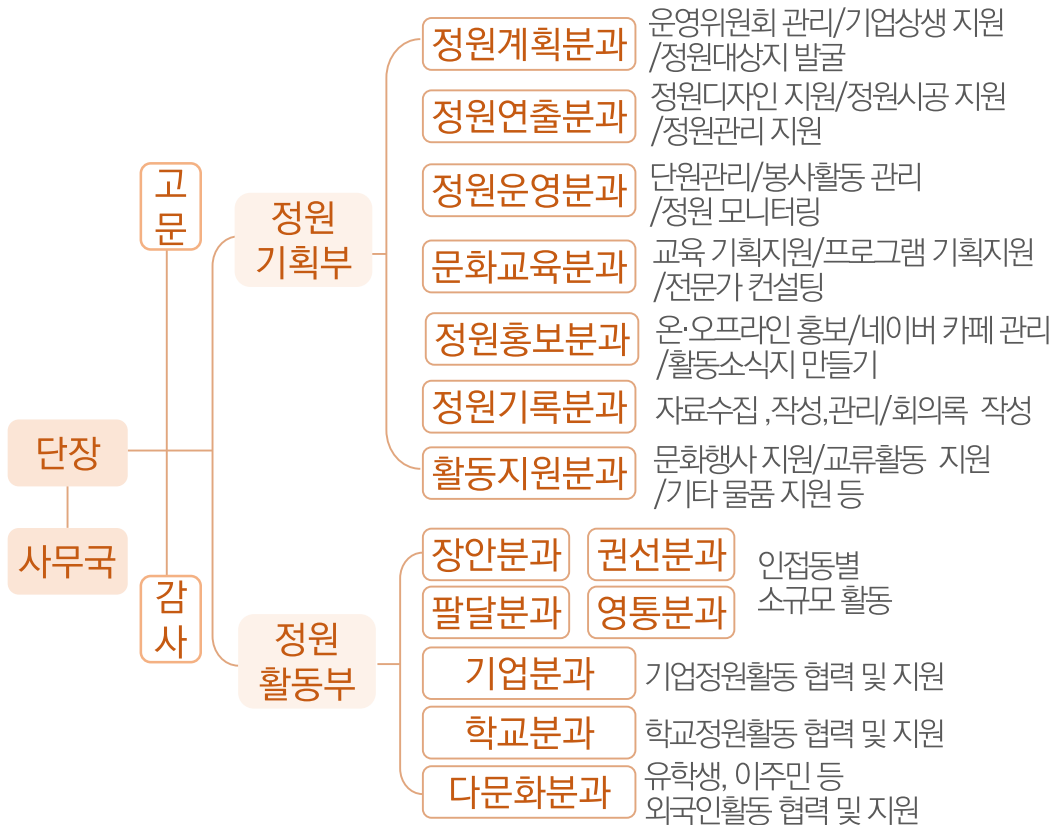 단장
사무국
고
문
감
사
정원
기획부
정원계획분과
운영위원회 관리/기업상생 지원
/정원대상지 발굴
정원연출분과
정원디자인 지원/정원시공 지원
/정원관리 지원
정원운영분과
단원관리/봉사활동 관리
/정원 모니터링
문화교육분과
교육 기획지원/프로그램 기획지원
/전문가 컨설팅
정원홍보분과
온·오프라인 홍보/네이버 카페 관리
/활동소식지 만들기
정원기록분과
자료수집 ,작성,관리/회의록 작성
활동지원분과
문화행사 지원/교류활동 지원
/기타 물품 지원 등
정원
활동부
장안분과 권선분과
팔달분과 영통분과
인접동별
소규모 활동
기업분과
기업정원활동 협력 및 지원
학교분과
학교정원활동 협력 및 지원
다문화분과
유학생, 이주민 등
외국인활동 협력 및 지원